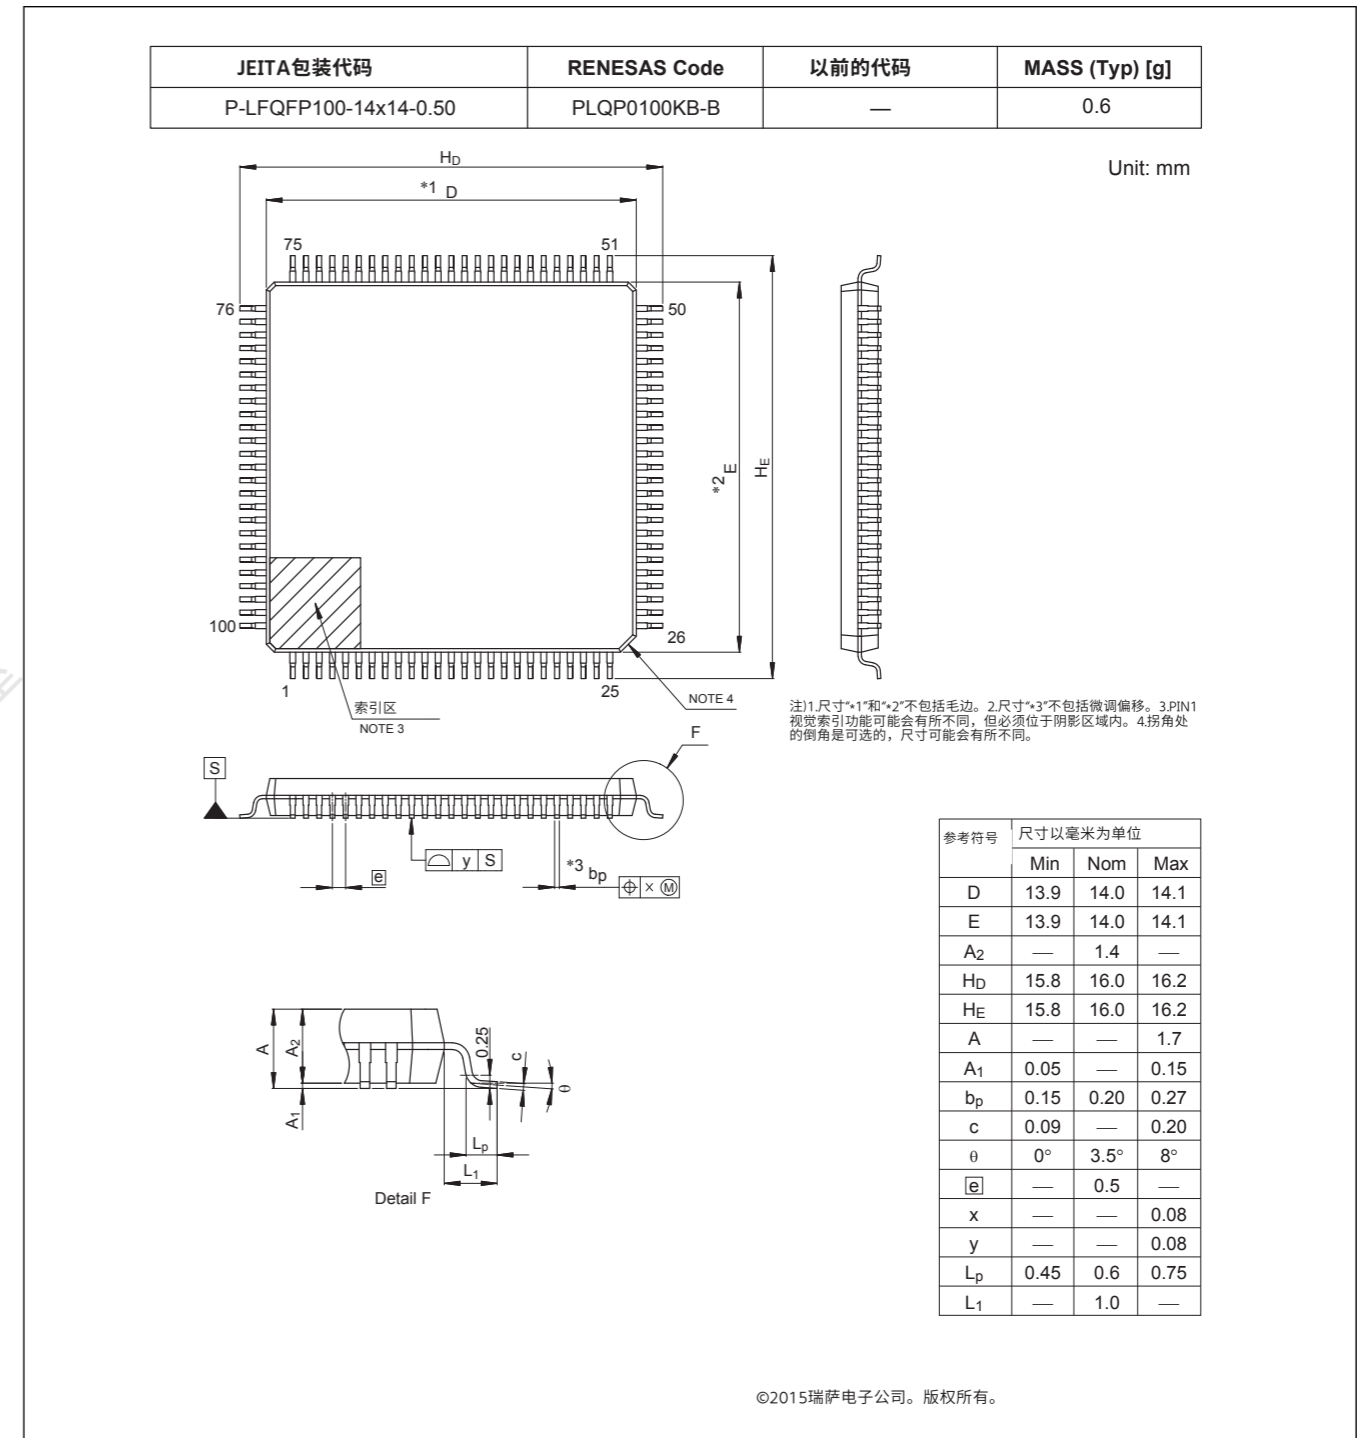 JEITA包装代码 RENESAS Code 以前的代码 MASS (Typ) [g]
P-LFQFP100-14x14-0.50 PLQP0100KB-B — 0.6
Unit: mm
HD
*1 D
75 51
76 50
*2 E
HE
100 26
1 25
索引区
NOTE 3
NOTE 4
注)1.尺寸“*1”和“*2”不包括毛边。2.尺寸“*3”不包括微调偏移。3.PIN1
视觉索引功能可能会有所不同，但必须位于阴影区域内。4.拐角处
的倒角是可选的，尺寸可能会有所不同。
F
S
y S
e
*3 bp
× M
参考符号 尺寸以毫米为单位
Min Nom Max
D 13.9 14.0 14.1
E 13.9 14.0 14.1
A2 — 1.4 —
HD 15.8 16.0 16.2
HE 15.8 16.0 16.2
A — — 1.7
A1 0.05 — 0.15
bp 0.15 0.20 0.27
c 0.09 — 0.20
θ 0° 3.5° 8°
e — 0.5 —
x — — 0.08
y — — 0.08
Lp 0.45 0.6 0.75
L1 — 1.0 —
A
A2
A1
0.25
c
θ
Lp
L1
Detail F
©2015瑞萨电子公司。版权所有。